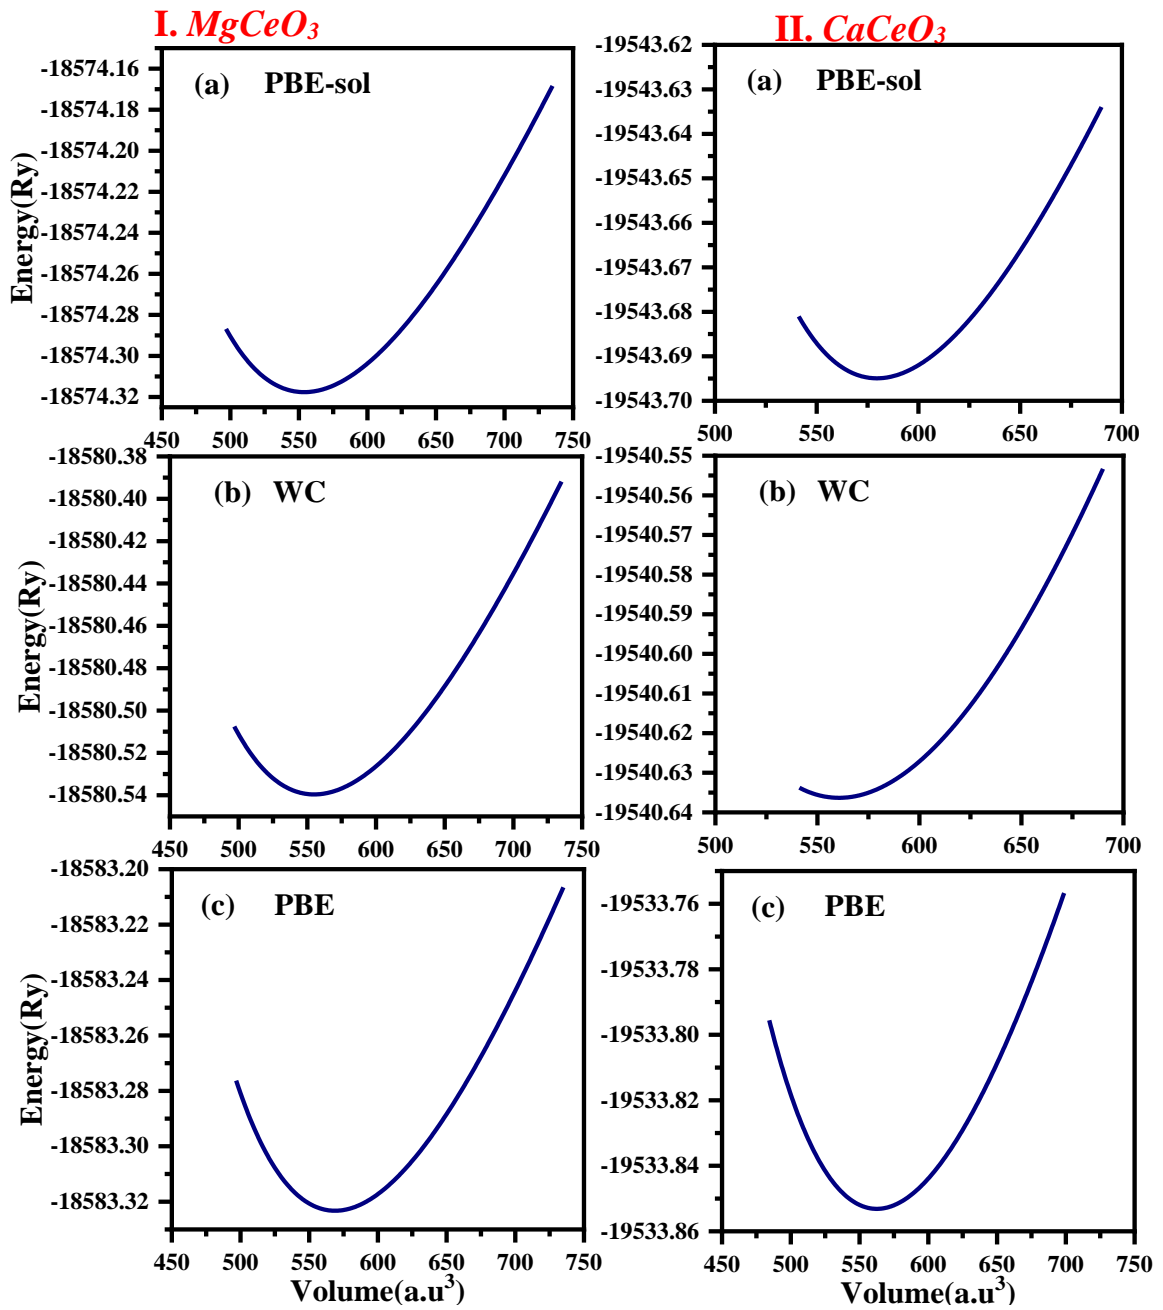 I. MgCeO3
II. CaCeO3
(a) PBE-sol
Energy(Ry)
-18574.16
-18574.18
-18574.20
-18574.22
-18574.24
-18574.26
-18574.28
-18574.30
-18574.32
450 500 550 600 650 700 750
(a) PBE-sol
-19543.62
-19543.63
-19543.64
-19543.65
-19543.66
-19543.67
-19543.68
-19543.69
-19543.70
500 550 600 650 700
(b) WC
Energy(Ry)
-18580.38
-18580.40
-18580.42
-18580.44
-18580.46
-18580.48
-18580.50
-18580.52
-18580.54
450 500 550 600 650 700 750
(b) WC
-19540.55
-19540.56
-19540.57
-19540.58
-19540.59
-19540.60
-19540.61
-19540.62
-19540.63
-19540.64
500 550 600 650 700
(c) PBE
Energy(Ry)
-18583.20
-18583.22
-18583.24
-18583.26
-18583.28
-18583.30
-18583.32
450 500 550 600 650 700 750
Volume(a.u³)
(c) PBE
-19533.76
-19533.78
-19533.80
-19533.82
-19533.84
-19533.86
450 500 550 600 650 700 750
Volume(a.u³)